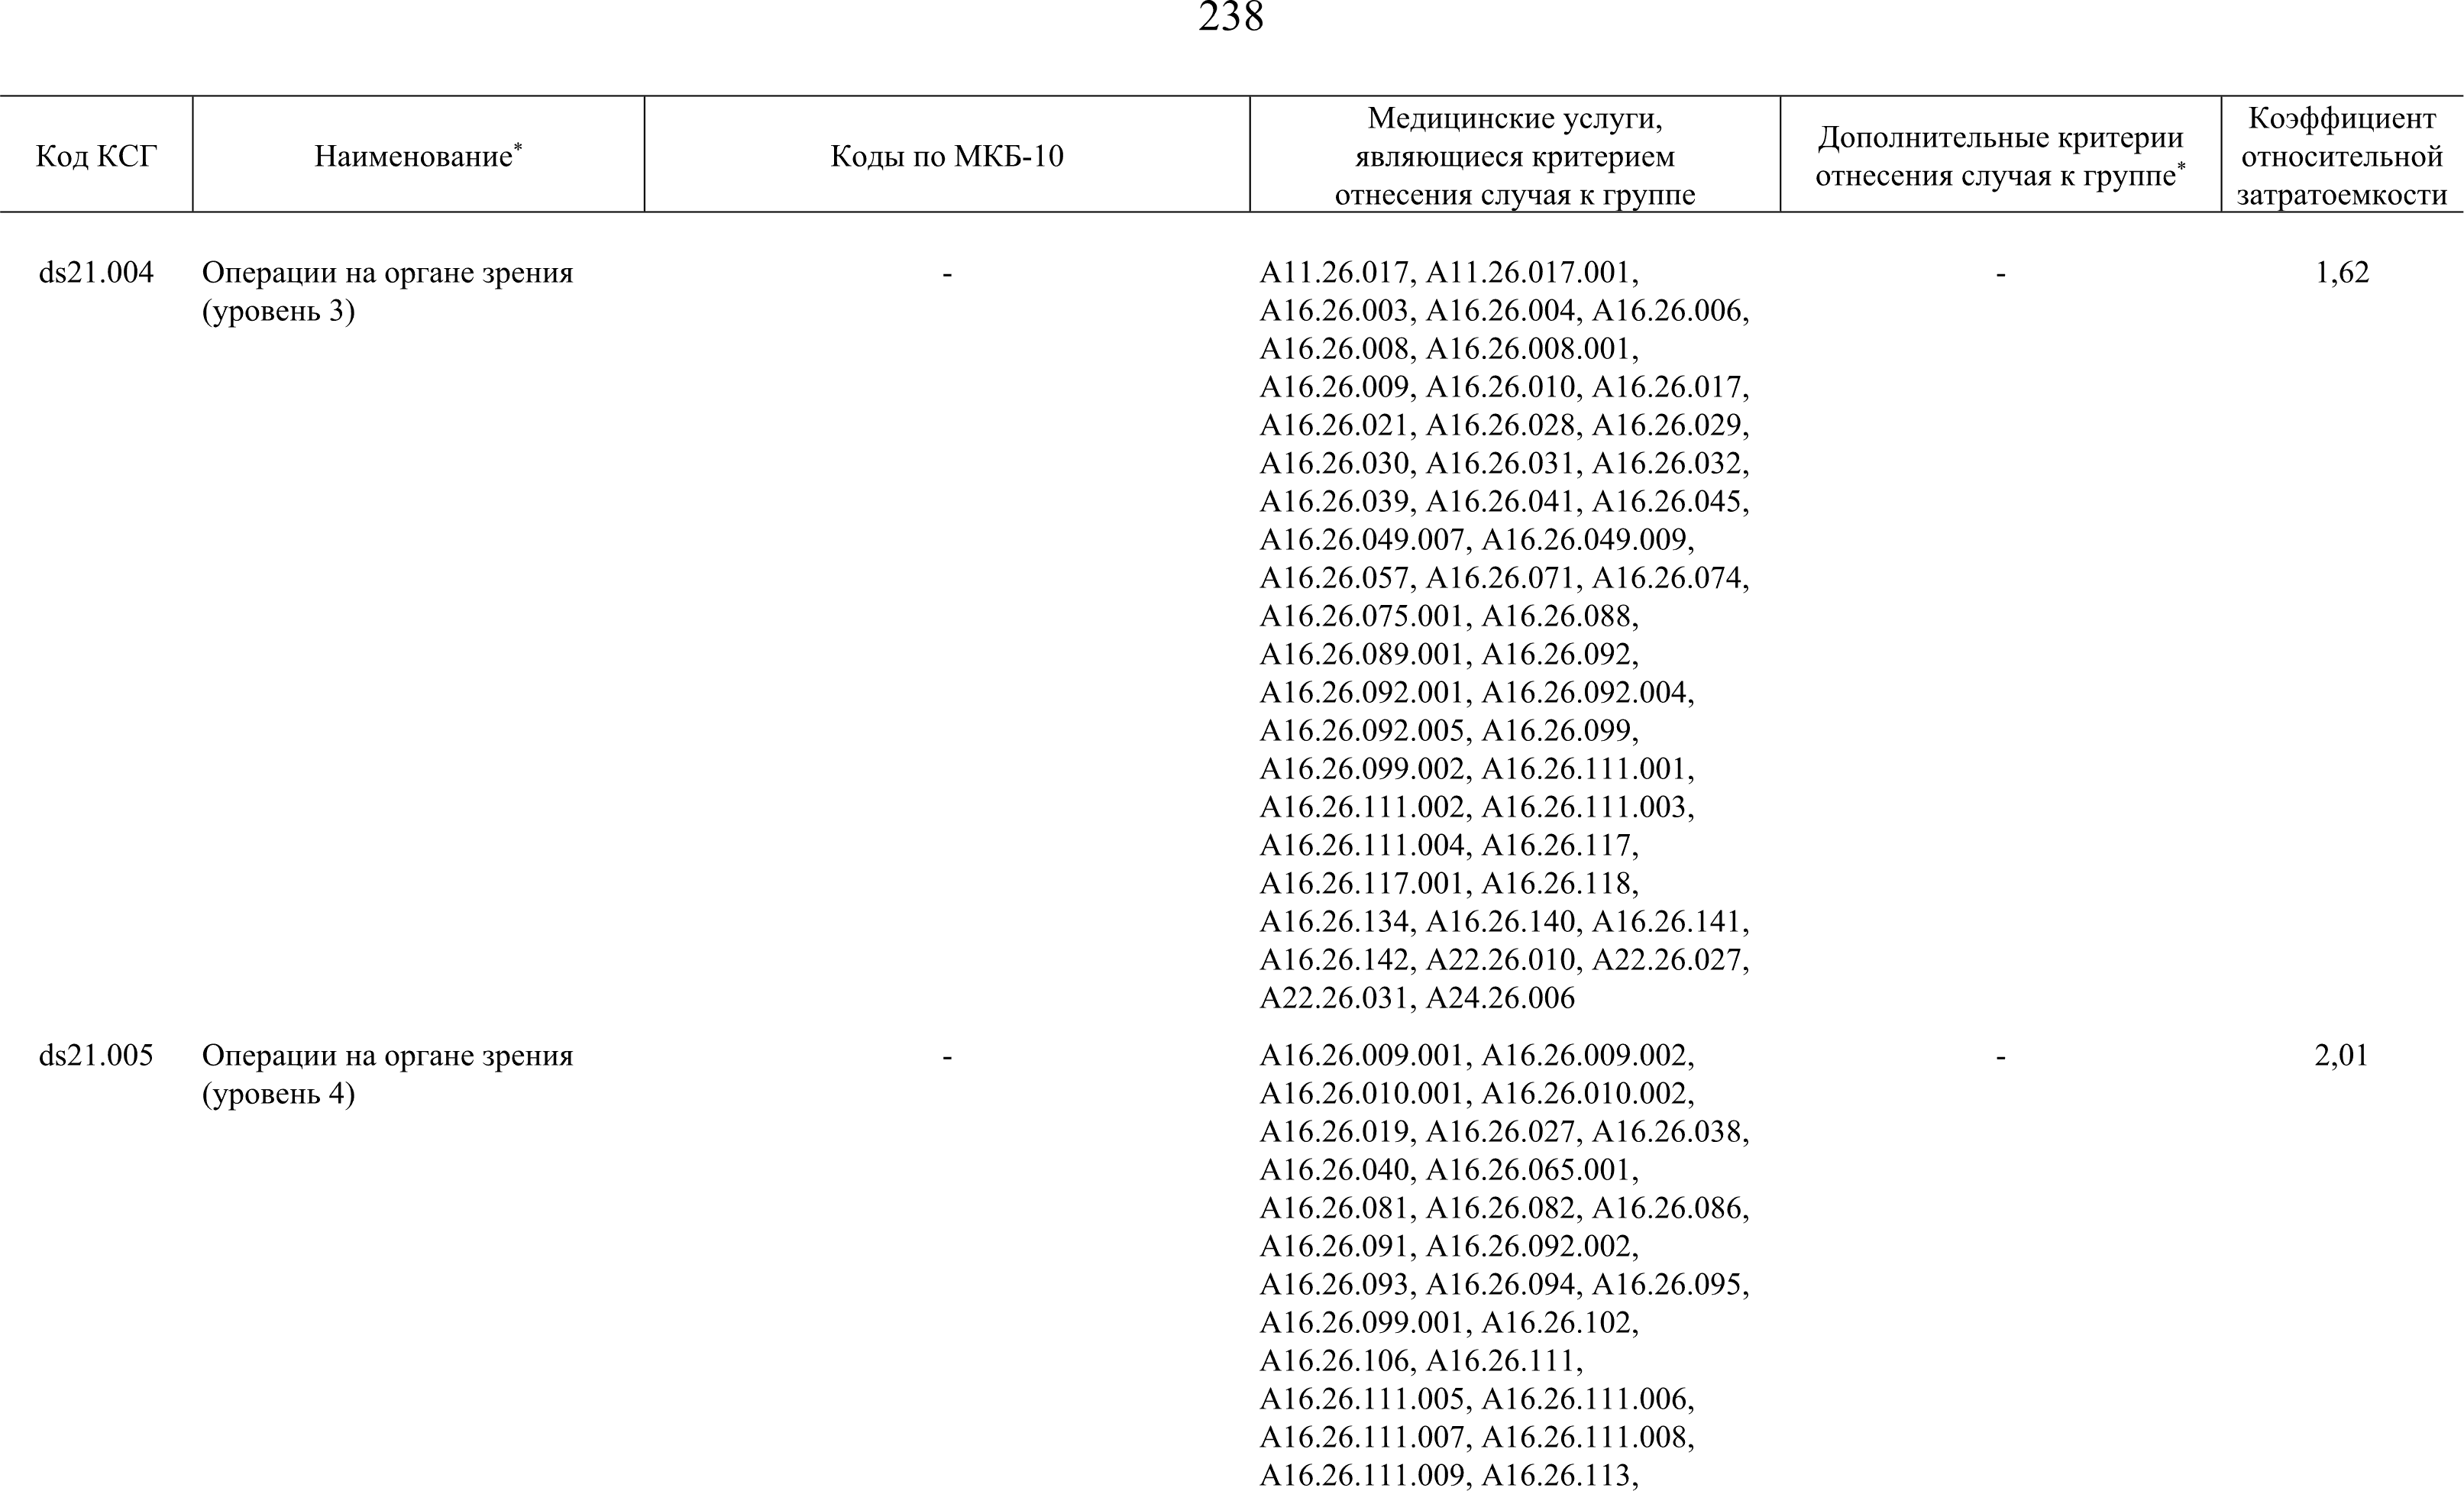 238
Код КСГ
Наименование*
Коды по МКБ-10
Медицинские услуги,
являющиеся критерием
отнесения случая к группе
Дополнительные критерии
отнесения случая к группе*
Коэффициент
относительной
затратоемкости
ds21.004 Операции на органе зрения - A11.26.017, A11.26.017.001, - 1,62
(уровень 3) A16.26.003, A16.26.004, A16.26.006,
A16.26.008, A16.26.008.001,
A16.26.009, A16.26.010, A16.26.017,
A16.26.021, A16.26.028, A16.26.029,
A16.26.030, A16.26.031, A16.26.032,
A16.26.039, A16.26.041, A16.26.045,
A16.26.049.007, A16.26.049.009,
A16.26.057, A16.26.071, A16.26.074,
A16.26.075.001, A16.26.088,
A16.26.089.001, A16.26.092,
A16.26.092.001, A16.26.092.004,
A16.26.092.005, A16.26.099,
A16.26.099.002, A16.26.111.001,
A16.26.111.002, A16.26.111.003,
A16.26.111.004, A16.26.117,
A16.26.117.001, A16.26.118,
A16.26.134, A16.26.140, A16.26.141,
A16.26.142, A22.26.010, A22.26.027,
A22.26.031, A24.26.006
ds21.005 Операции на органе зрения - A16.26.009.001, A16.26.009.002, - 2,01
(уровень 4) A16.26.010.001, A16.26.010.002,
A16.26.019, A16.26.027, A16.26.038,
A16.26.040, A16.26.065.001,
A16.26.081, A16.26.082, A16.26.086,
A16.26.091, A16.26.092.002,
A16.26.093, A16.26.094, A16.26.095,
A16.26.099.001, A16.26.102,
A16.26.106, A16.26.111,
A16.26.111.005, A16.26.111.006,
A16.26.111.007, A16.26.111.008,
A16.26.111.009, A16.26.113,